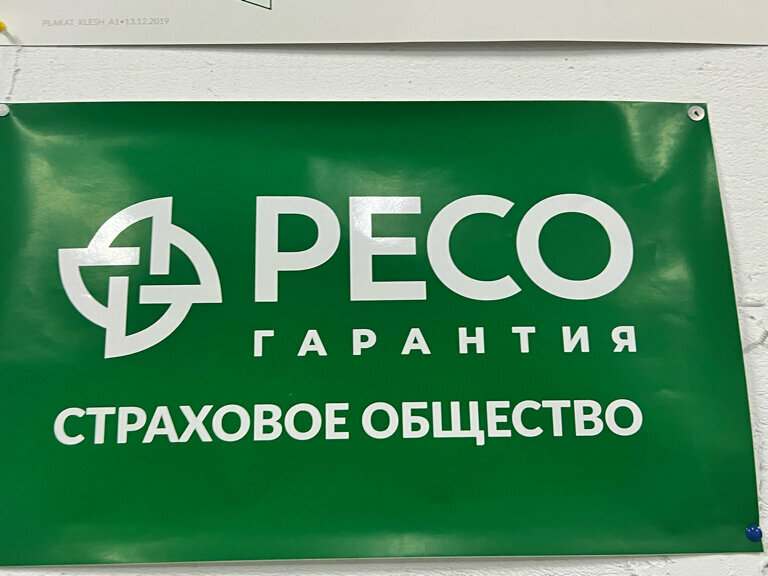 PLAKAT_KLESH_A1•13.12.2019
РЕСО
ГАРАНТИЯ
СТРАХОВОЕ ОБЩЕСТВО